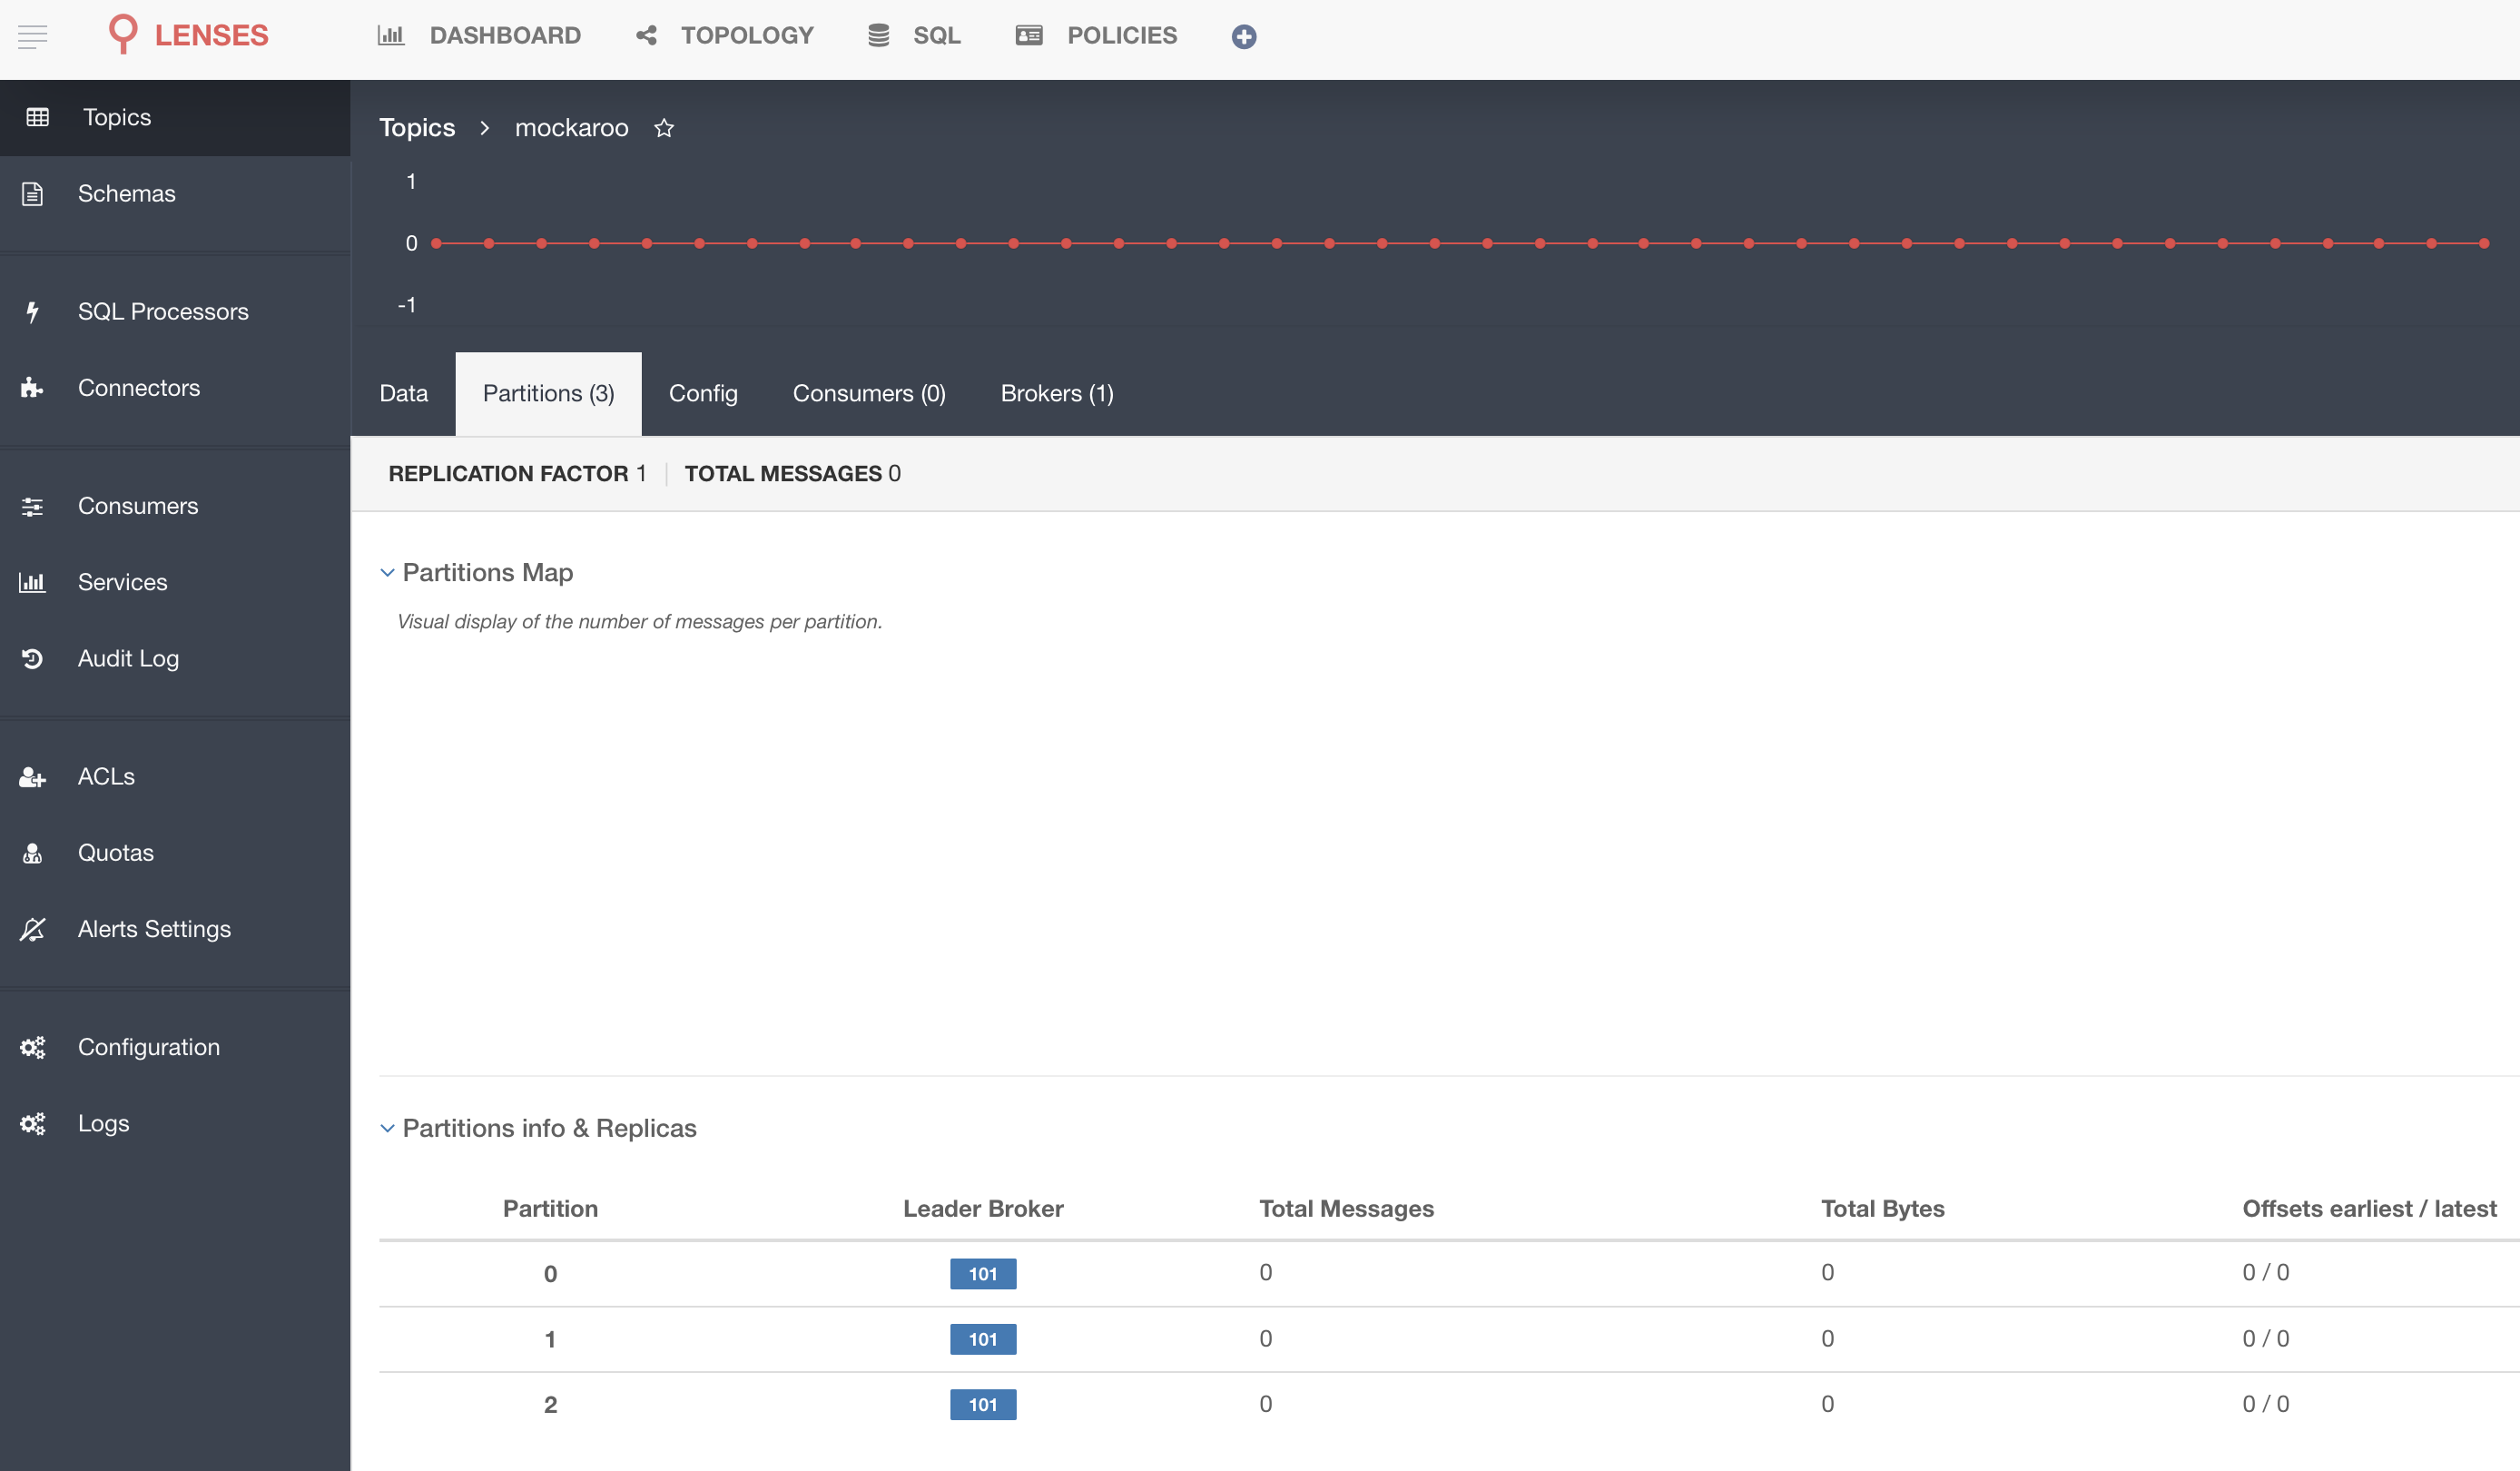 LENSES
DASHBOARD TOPOLOGY SQL POLICIES
Topics
Schemas
SQL Processors
Connectors
Consumers
Services
Audit Log
ACLs
Quotas
Alerts Settings
Configuration
Logs
Topics > mockaroo
1
0
-1
Data Partitions (3) Config Consumers (0) Brokers (1)
REPLICATION FACTOR 1 TOTAL MESSAGES 0
Partitions Map
Visual display of the number of messages per partition.
Partitions info & Replicas
Partition Leader Broker Total Messages Total Bytes Offsets earliest / latest
0 101 0 0 0 / 0
1 101 0 0 0 / 0
2 101 0 0 0 / 0